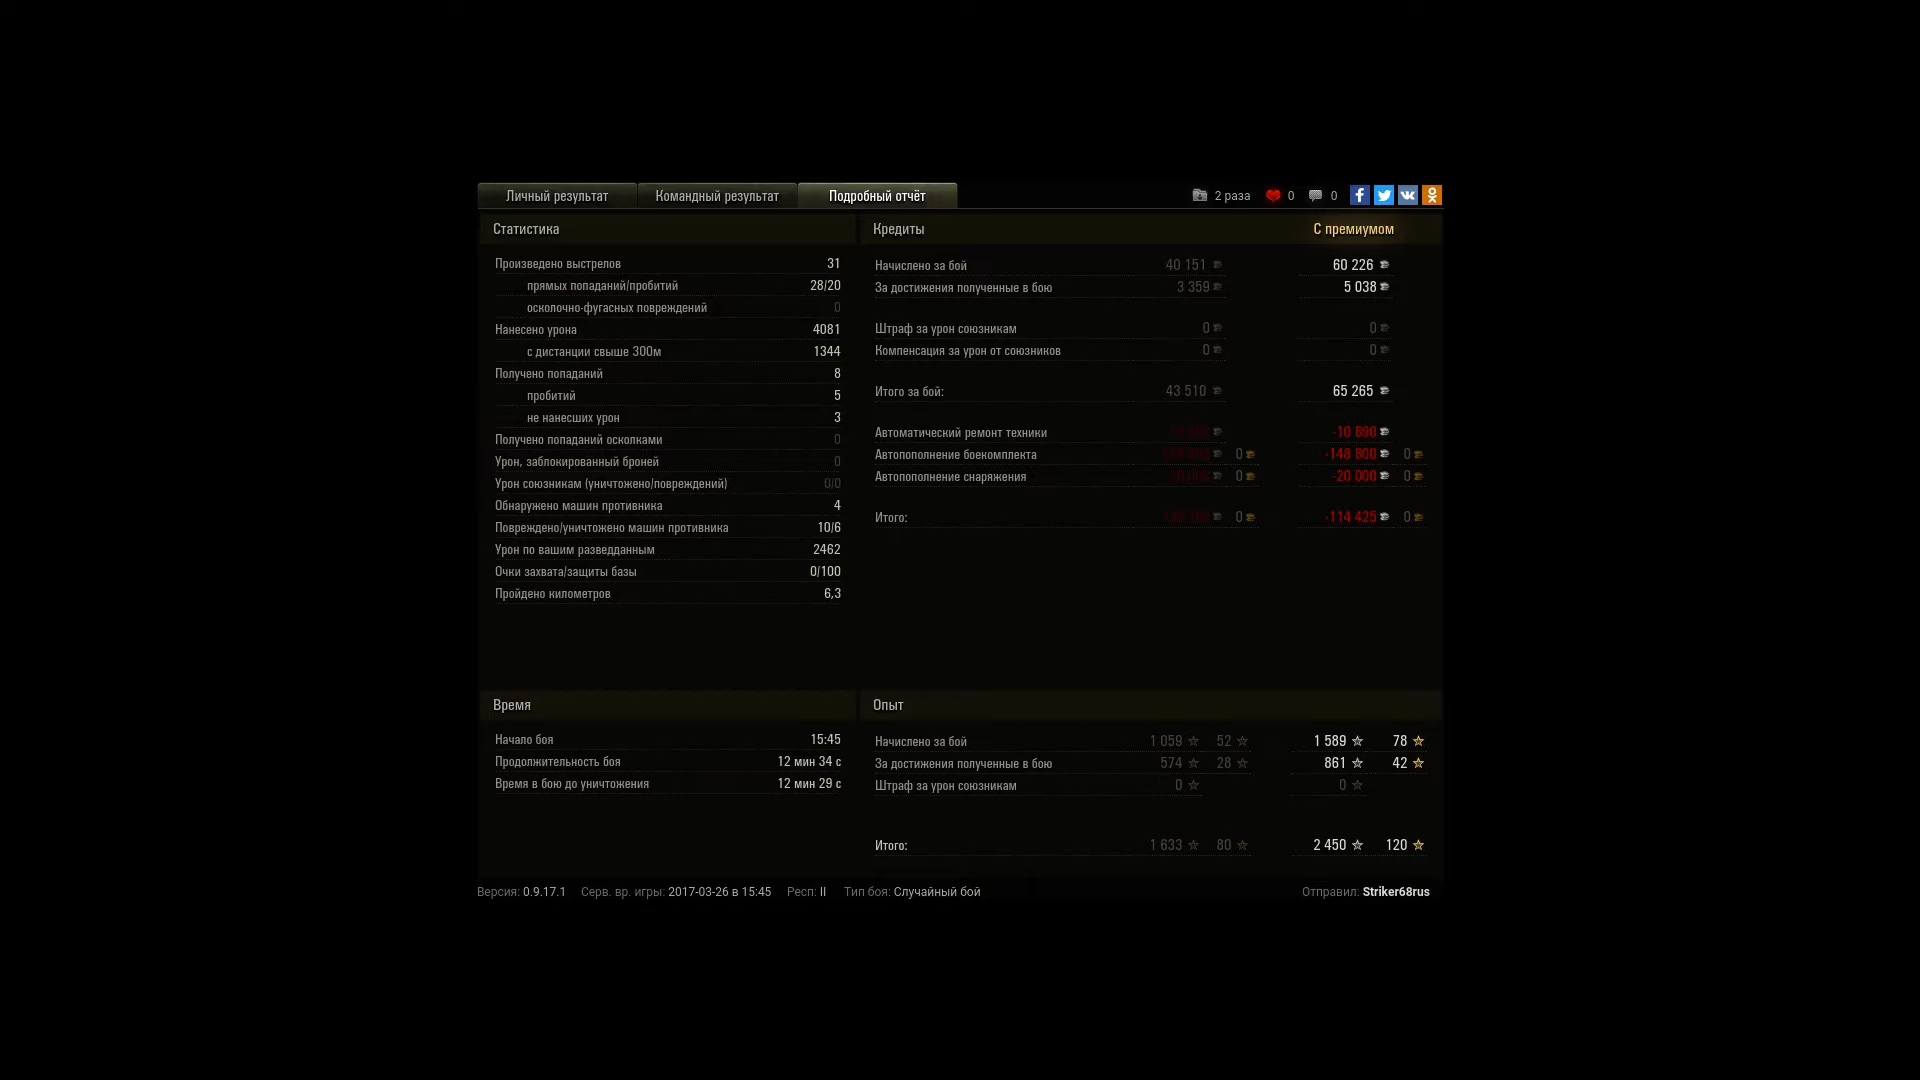 Личный результат Командный результат Подробный отчёт 2 раза 0 0
Статистика
Произведено выстрелов 31
прямых попаданий/пробитий 28/20
осколочно-фугасных повреждений 0
Нанесено урона 4081
с дистанции свыше 300м 1344
Получено попаданий 8
пробитий 5
не нанесших урон 3
Получено попаданий осколками 0
Урон, заблокированный броней 0
Урон союзникам (уничтожено/повреждений) 0/0
Обнаружено машин противника 4
Повреждено/уничтожено машин противника 10/6
Урон по вашим разведданным 2462
Очки захвата/защиты базы 0/100
Пройдено километров 6,3
Кредиты С премиумом
Начислено за бой 40 151 60 226
За достижения полученные в бою 3 359 5 038
Штраф за урон союзникам 0 0
Компенсация за урон от союзников 0 0
Итого за бой: 43 510 65 265
Автоматический ремонт техники -10 890
Автопополнение боекомплекта 0 -148 800 0
Автопополнение снаряжения 0 -20 000 0
Итого: 0 -114 425 0
Время
Начало боя 15:45
Продолжительность боя 12 мин 34 с
Время в бою до уничтожения 12 мин 29 с
Опыт
Начислено за бой 1 059 52 1 589 78
За достижения полученные в бою 574 28 861 42
Штраф за урон союзникам 0 0
Итого: 1 633 80 2 450 120
Версия: 0.9.17.1 Серв. вр. игры: 2017-03-26 в 15:45 Респ: II Тип боя: Случайный бой Отправил: Striker68rus